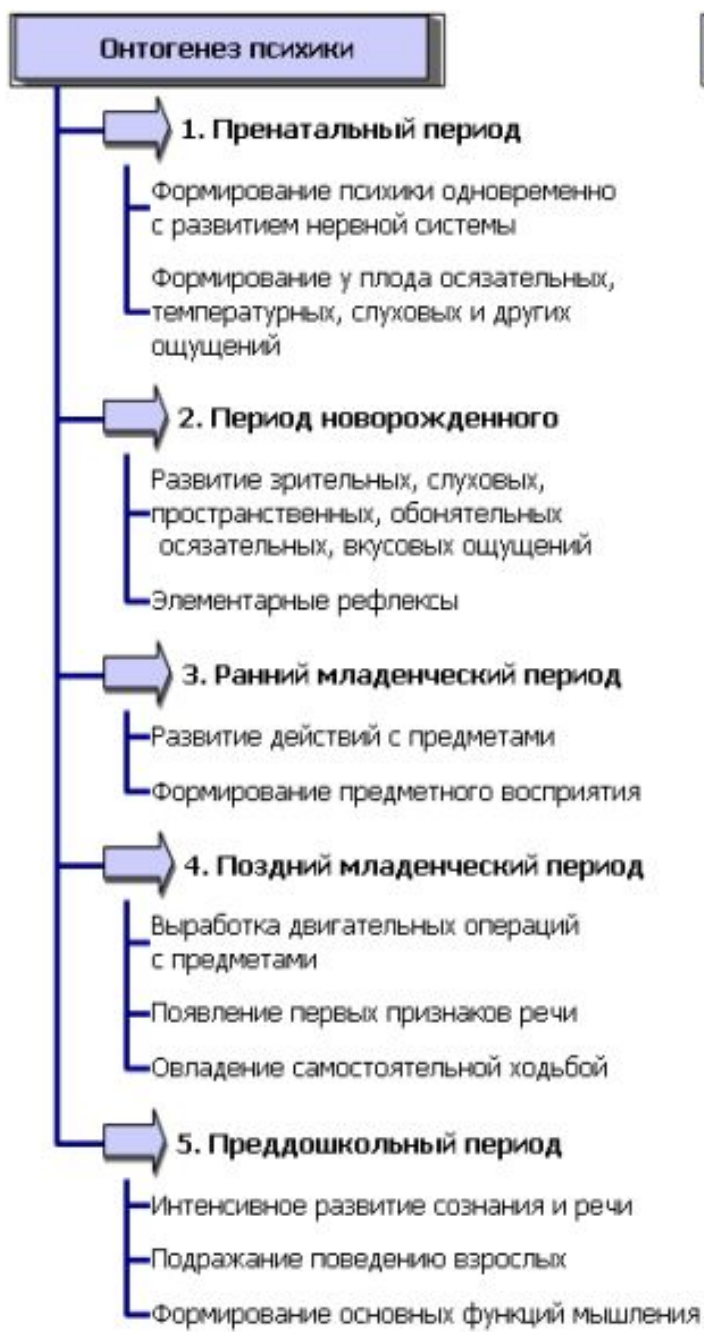 Онтогенез психики
1. Пренатальный период
Формирование психики одновременно
с развитием нервной системы
Формирование у плода осязательных,
температурных, слуховых и других
ощущений
2. Период новорожденного
Развитие зрительных, слуховых,
пространственных, обонятельных
осязательных, вкусовых ощущений
Элементарные рефлексы
3. Ранний младенческий период
Развитие действий с предметами
Формирование предметного восприятия
4. Поздний младенческий период
Выработка двигательных операций
с предметами
Появление первых признаков речи
Овладение самостоятельной ходьбой
5. Преддошкольный период
Интенсивное развитие сознания и речи
Подражание поведению взрослых
Формирование основных функций мышления